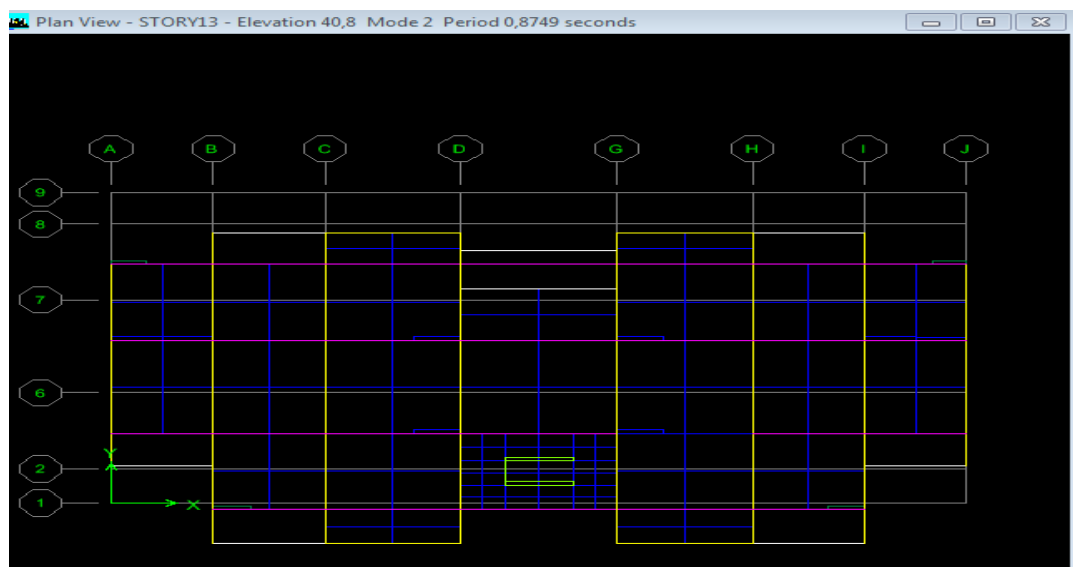 Plan View - STORY13 - Elevation 40,8 Mode 2 Period 0,8749 seconds
A B C D G H I J
9
8
7
6
Y
2
1
X